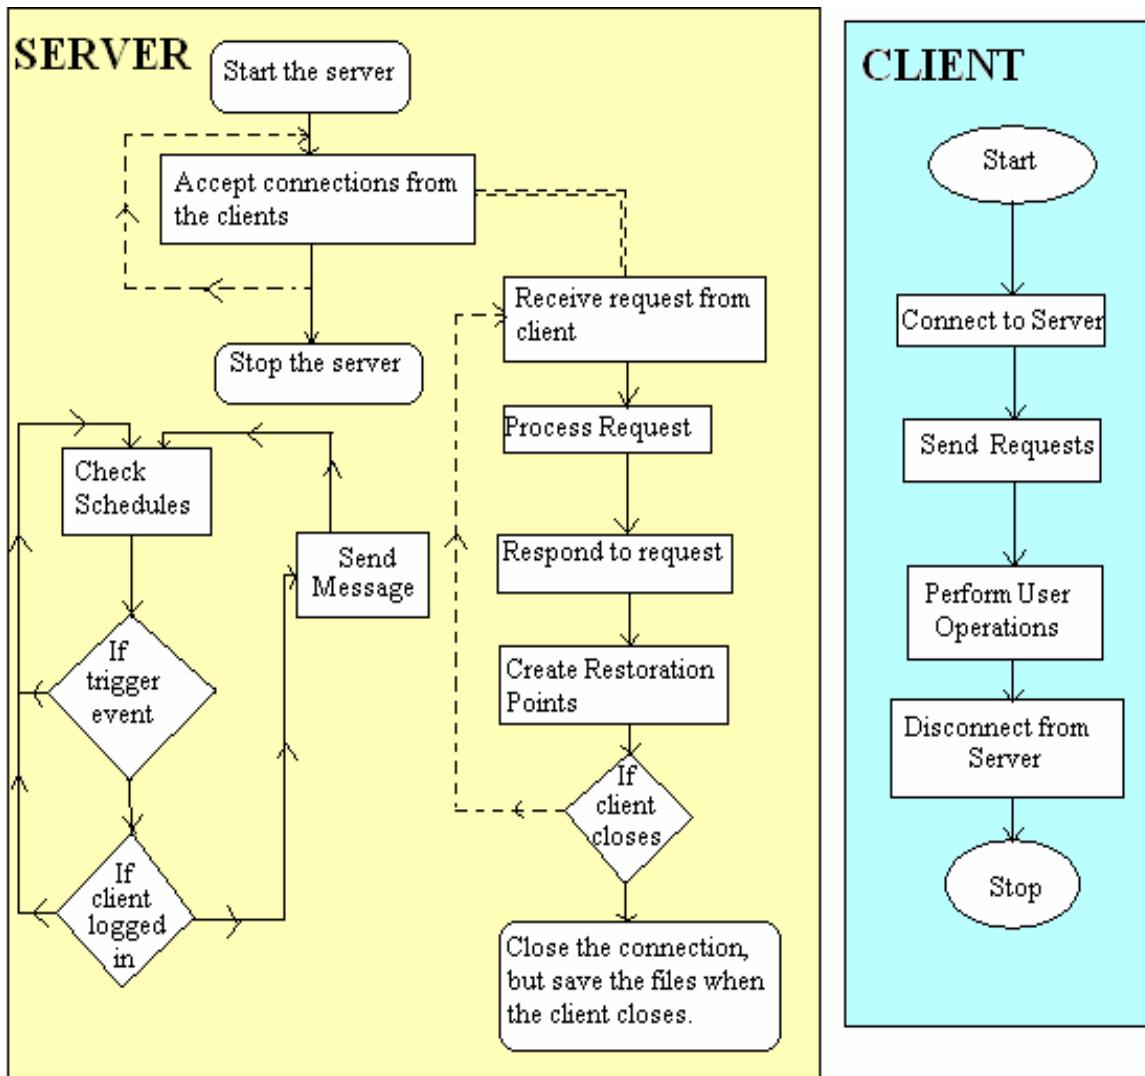 SERVER
Start the server
Accept connections from
the clients
Stop the server
Receive request from
client
Process Request
Respond to request
Create Restoration
Points
If
client
closes
Close the connection,
but save the files when
the client closes.
Check
Schedules
Send
Message
If
trigger
event
If
client
logged
in
CLIENT
Start
Connect to Server
Send Requests
Perform User
Operations
Disconnect from
Server
Stop